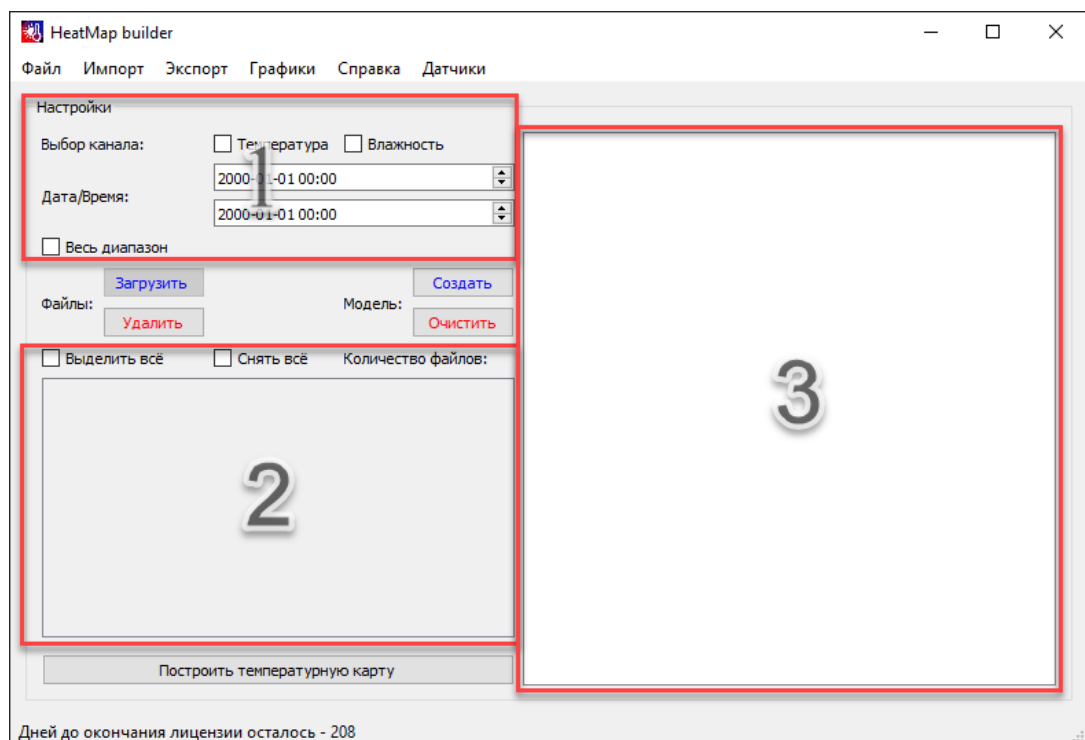 HeatMap builder
Файл Импорт Экспорт Графики Справка Датчики
Настройки
Выбор канала: Температура Влажность
2000-01-01 00:00
Дата/Время:
2000-01-01 00:00
Весь диапазон
1
Загрузить Создать
Файлы: Модель:
Удалить Очистить
Выделить всё Снять всё Количество файлов:
2
3
Построить температурную карту
Дней до окончания лицензии осталось - 208